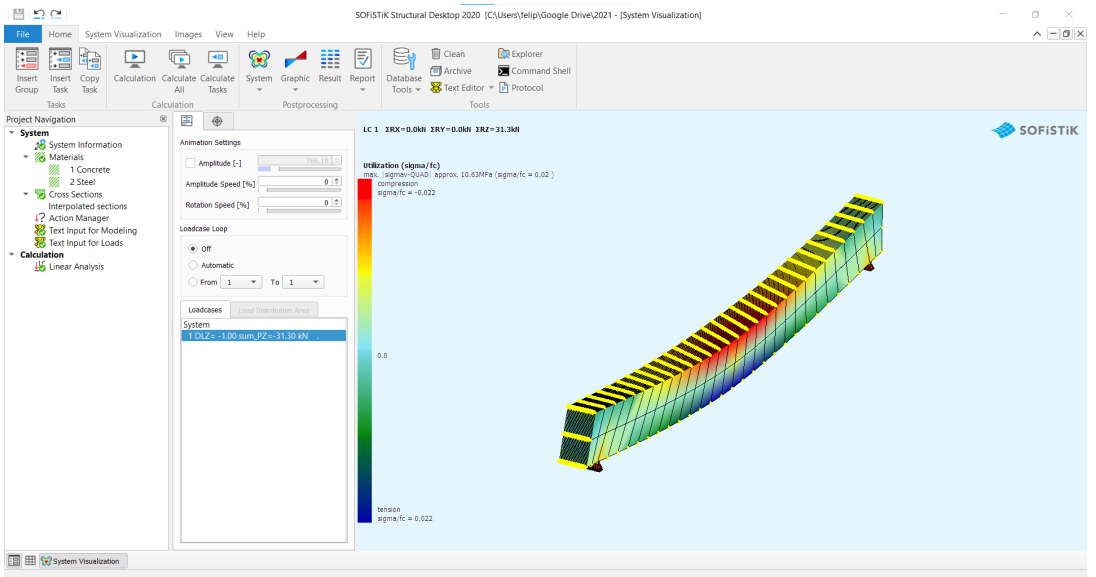 SOFiSTiK Structural Desktop 2020 [C:\Users\felip\Google Drive\2021 - [System Visualization]
File Home System Visualization Images View Help
Insert Group Insert Task Copy Task
Tasks
Calculation Calculate All Calculate Tasks
Calculation
System Graphic Result Report
Postprocessing
Database Tools
Clean Explorer
Archive Command Shell
Text Editor Protocol
Tools
Project Navigation
System
System Information
Materials
1 Concrete
2 Steel
Cross Sections
Interpolated sections
Action Manager
Text Input for Modeling
Text Input for Loads
Calculation
Linear Analysis
Animation Settings
Amplitude [-] 766.18
Amplitude Speed [%] 0
Rotation Speed [%] 0
Loadcase Loop
Off
Automatic
From 1 To 1
Loadcases Load Distribution Area
System
1 DLZ= -1.00 sum_PZ=-31.30 kN .
LC 1 ΣRX=0.0kN ΣRY=0.0kN ΣRZ=31.3kN
SOFiSTiK
Utilization (sigma/fc)
max. |sigmav-QUAD| approx. 10.63MPa (sigma/fc = 0.02 )
compression
sigma/fc = -0.022
0.0
tension
sigma/fc = 0.022
System Visualization